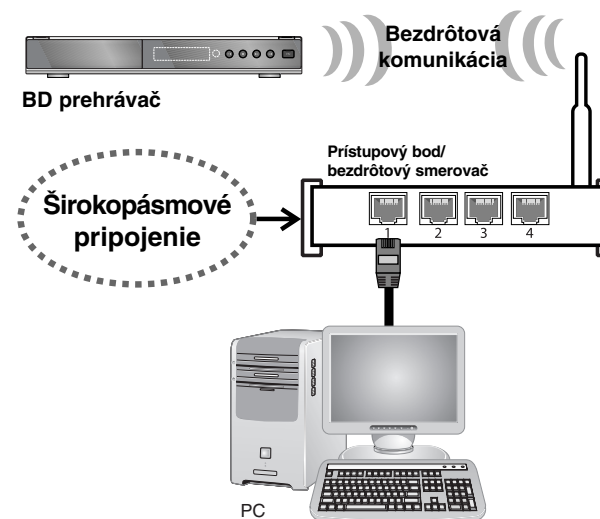 Bezdrôtová
komunikácia
BD prehrávač
Prístupový bod/
bezdrôtový smerovač
Širokopásmové
pripojenie
1 2 3 4
PC